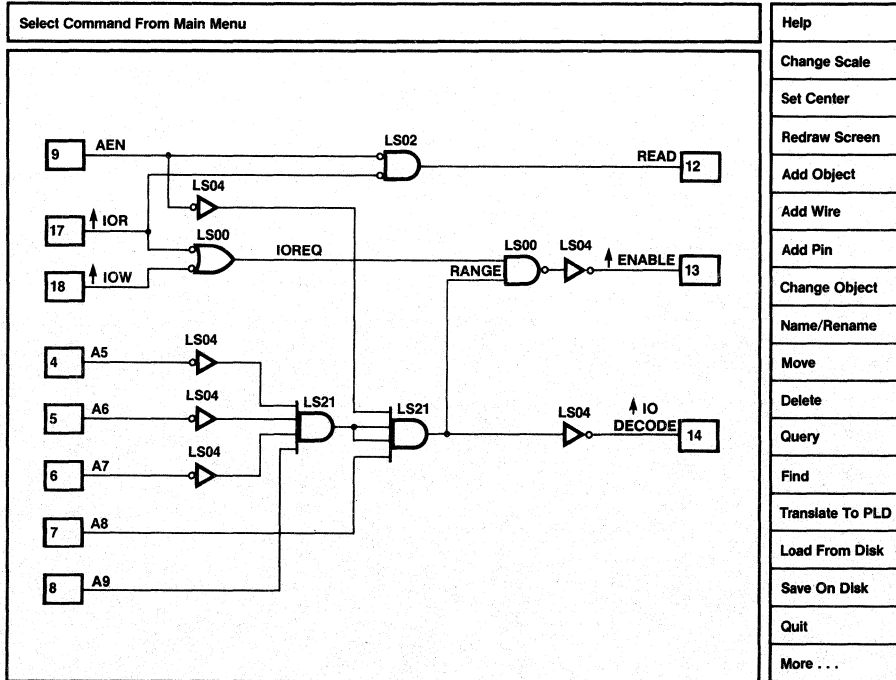 Select Command From Main Menu
Help
Change Scale
Set Center
Redraw Screen
Add Object
Add Wire
Add Pin
Change Object
Name/Rename
Move
Delete
Query
Find
Translate To PLD
Load From Disk
Save On Disk
Quit
More . . .
9 AEN
LS02
READ 12
LS04
17 IOR
LS00
IOREQ
LS00 LS04
ENABLE 13
RANGE
18 IOW
LS04
4 A5
LS04
5 A6
LS21
LS21
LS04
IO
DECODE 14
LS04
6 A7
7 A8
8 A9